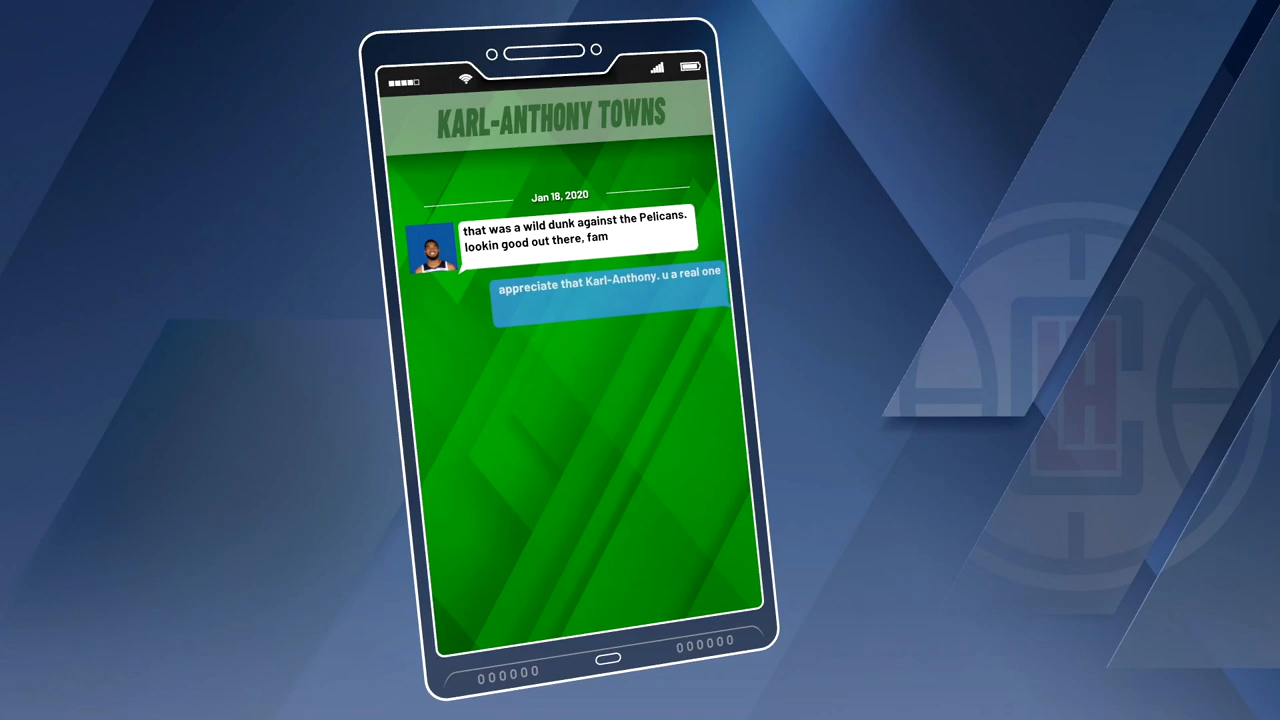 KARL-ANTHONY TOWNS
Jan 18, 2020
that was a wild dunk against the Pelicans.
lookin good out there, fam
appreciate that Karl-Anthony. u a real one